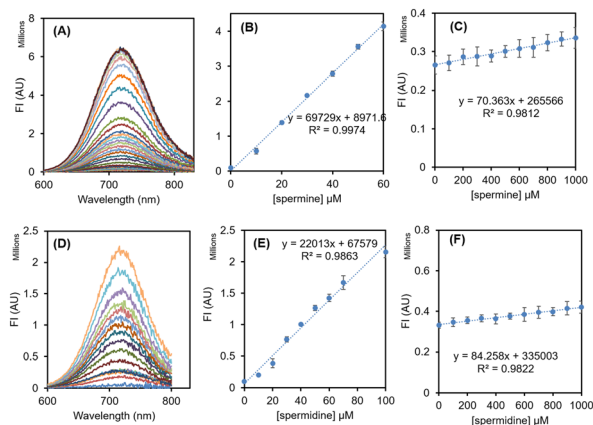 (A)
Millions
FI (AU)
8
6
4
2
0
600
700
800
Wavelength (nm)
(B)
Millions
FI (AU)
4
3
2
1
0
y = 69729x + 8971.6
R² = 0.9974
0
20
40
60
[spermine] µM
(C)
Millions
FI (AU)
0.4
0.3
0.2
0.1
0
y = 70.363x + 265566
R² = 0.9812
0
200
400
600
800
1000
[spermine] µM
(D)
Millions
FI (AU)
2.5
2
1.5
1
0.5
0
600
700
800
Wavelength (nm)
(E)
Millions
FI (AU)
2.5
2
1.5
1
0.5
0
y = 22013x + 67579
R² = 0.9863
0
20
40
60
80
100
[spermidine] µM
(F)
Millions
FI (AU)
0.8
0.6
0.4
0.2
0
y = 84.258x + 335003
R² = 0.9822
0
200
400
600
800
1000
[spermidine] µM